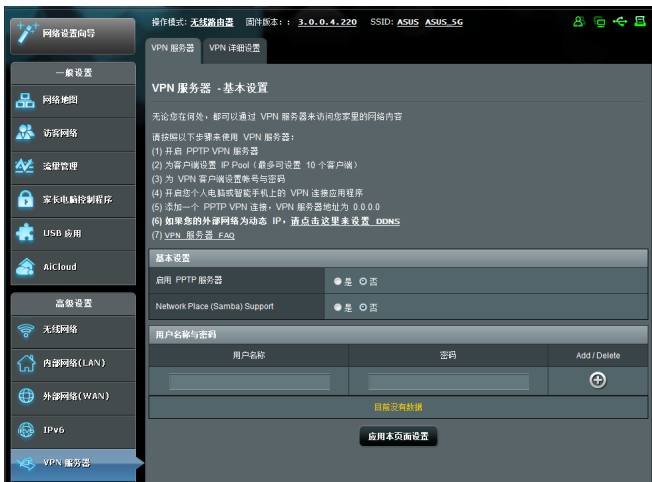 操作模式: 无线路由器 固件版本: : 3.0.0.4.220 SSID: ASUS ASUS_5G
网络设置向导
一般设置
网络地图
访客网络
流量管理
家长电脑控制程序
USB 应用
AiCloud
高级设置
无线网络
内部网络(LAN)
外部网络(WAN)
IPv6
VPN 服务器
VPN 服务器 VPN 详细设置
VPN 服务器 - 基本设置
无论您在何处，都可以通过 VPN 服务器来访问您家里的网络内容
请按照以下步骤来使用 VPN 服务器：
(1) 开启 PPTP VPN 服务器
(2) 为客户端设置 IP Pool（最多可设置 10 个客户端）
(3) 为 VPN 客户端设置帐号与密码
(4) 开启您个人电脑或智能手机上的 VPN 连接应用程序
(5) 添加一个 PPTP VPN 连接，VPN 服务器地址为 0.0.0.0
(6) 如果您的外部网络为动态 IP，请点击这里来设置 DDNS
(7) VPN 服务器 FAQ
基本设置
启用 PPTP 服务器 是 否
Network Place (Samba) Support 是 否
用户名称与密码
用户名称 密码 Add / Delete
目前没有数据
应用本页面设置